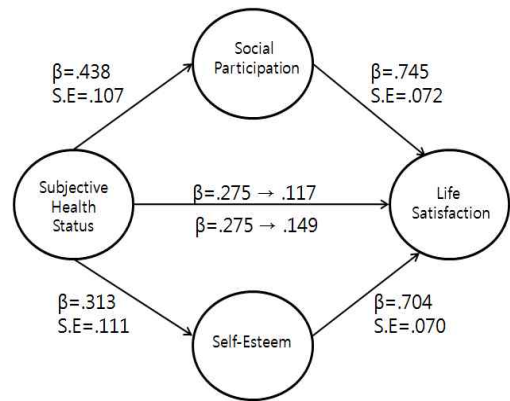 Social
Participation
β=.438
S.E=.107
β=.745
S.E=.072
Subjective
Health
Status
β=.275 → .117
β=.275 → .149
Life
Satisfaction
β=.313
S.E=.111
Self-Esteem
β=.704
S.E=.070